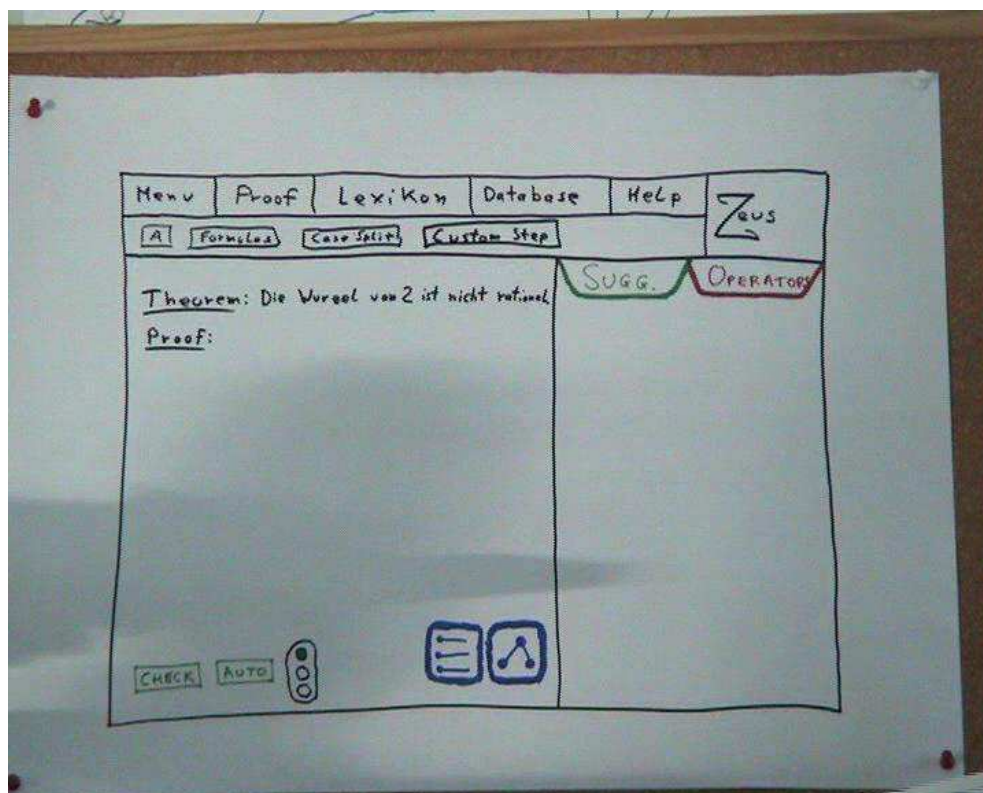 Menu Proof Lexikon Database Help
Zeus
A Formulas Case Split Custom Step
SUGG. OPERATORS
Theorem: Die Wurzel von 2 ist nicht rational
Proof:
CHECK AUTO